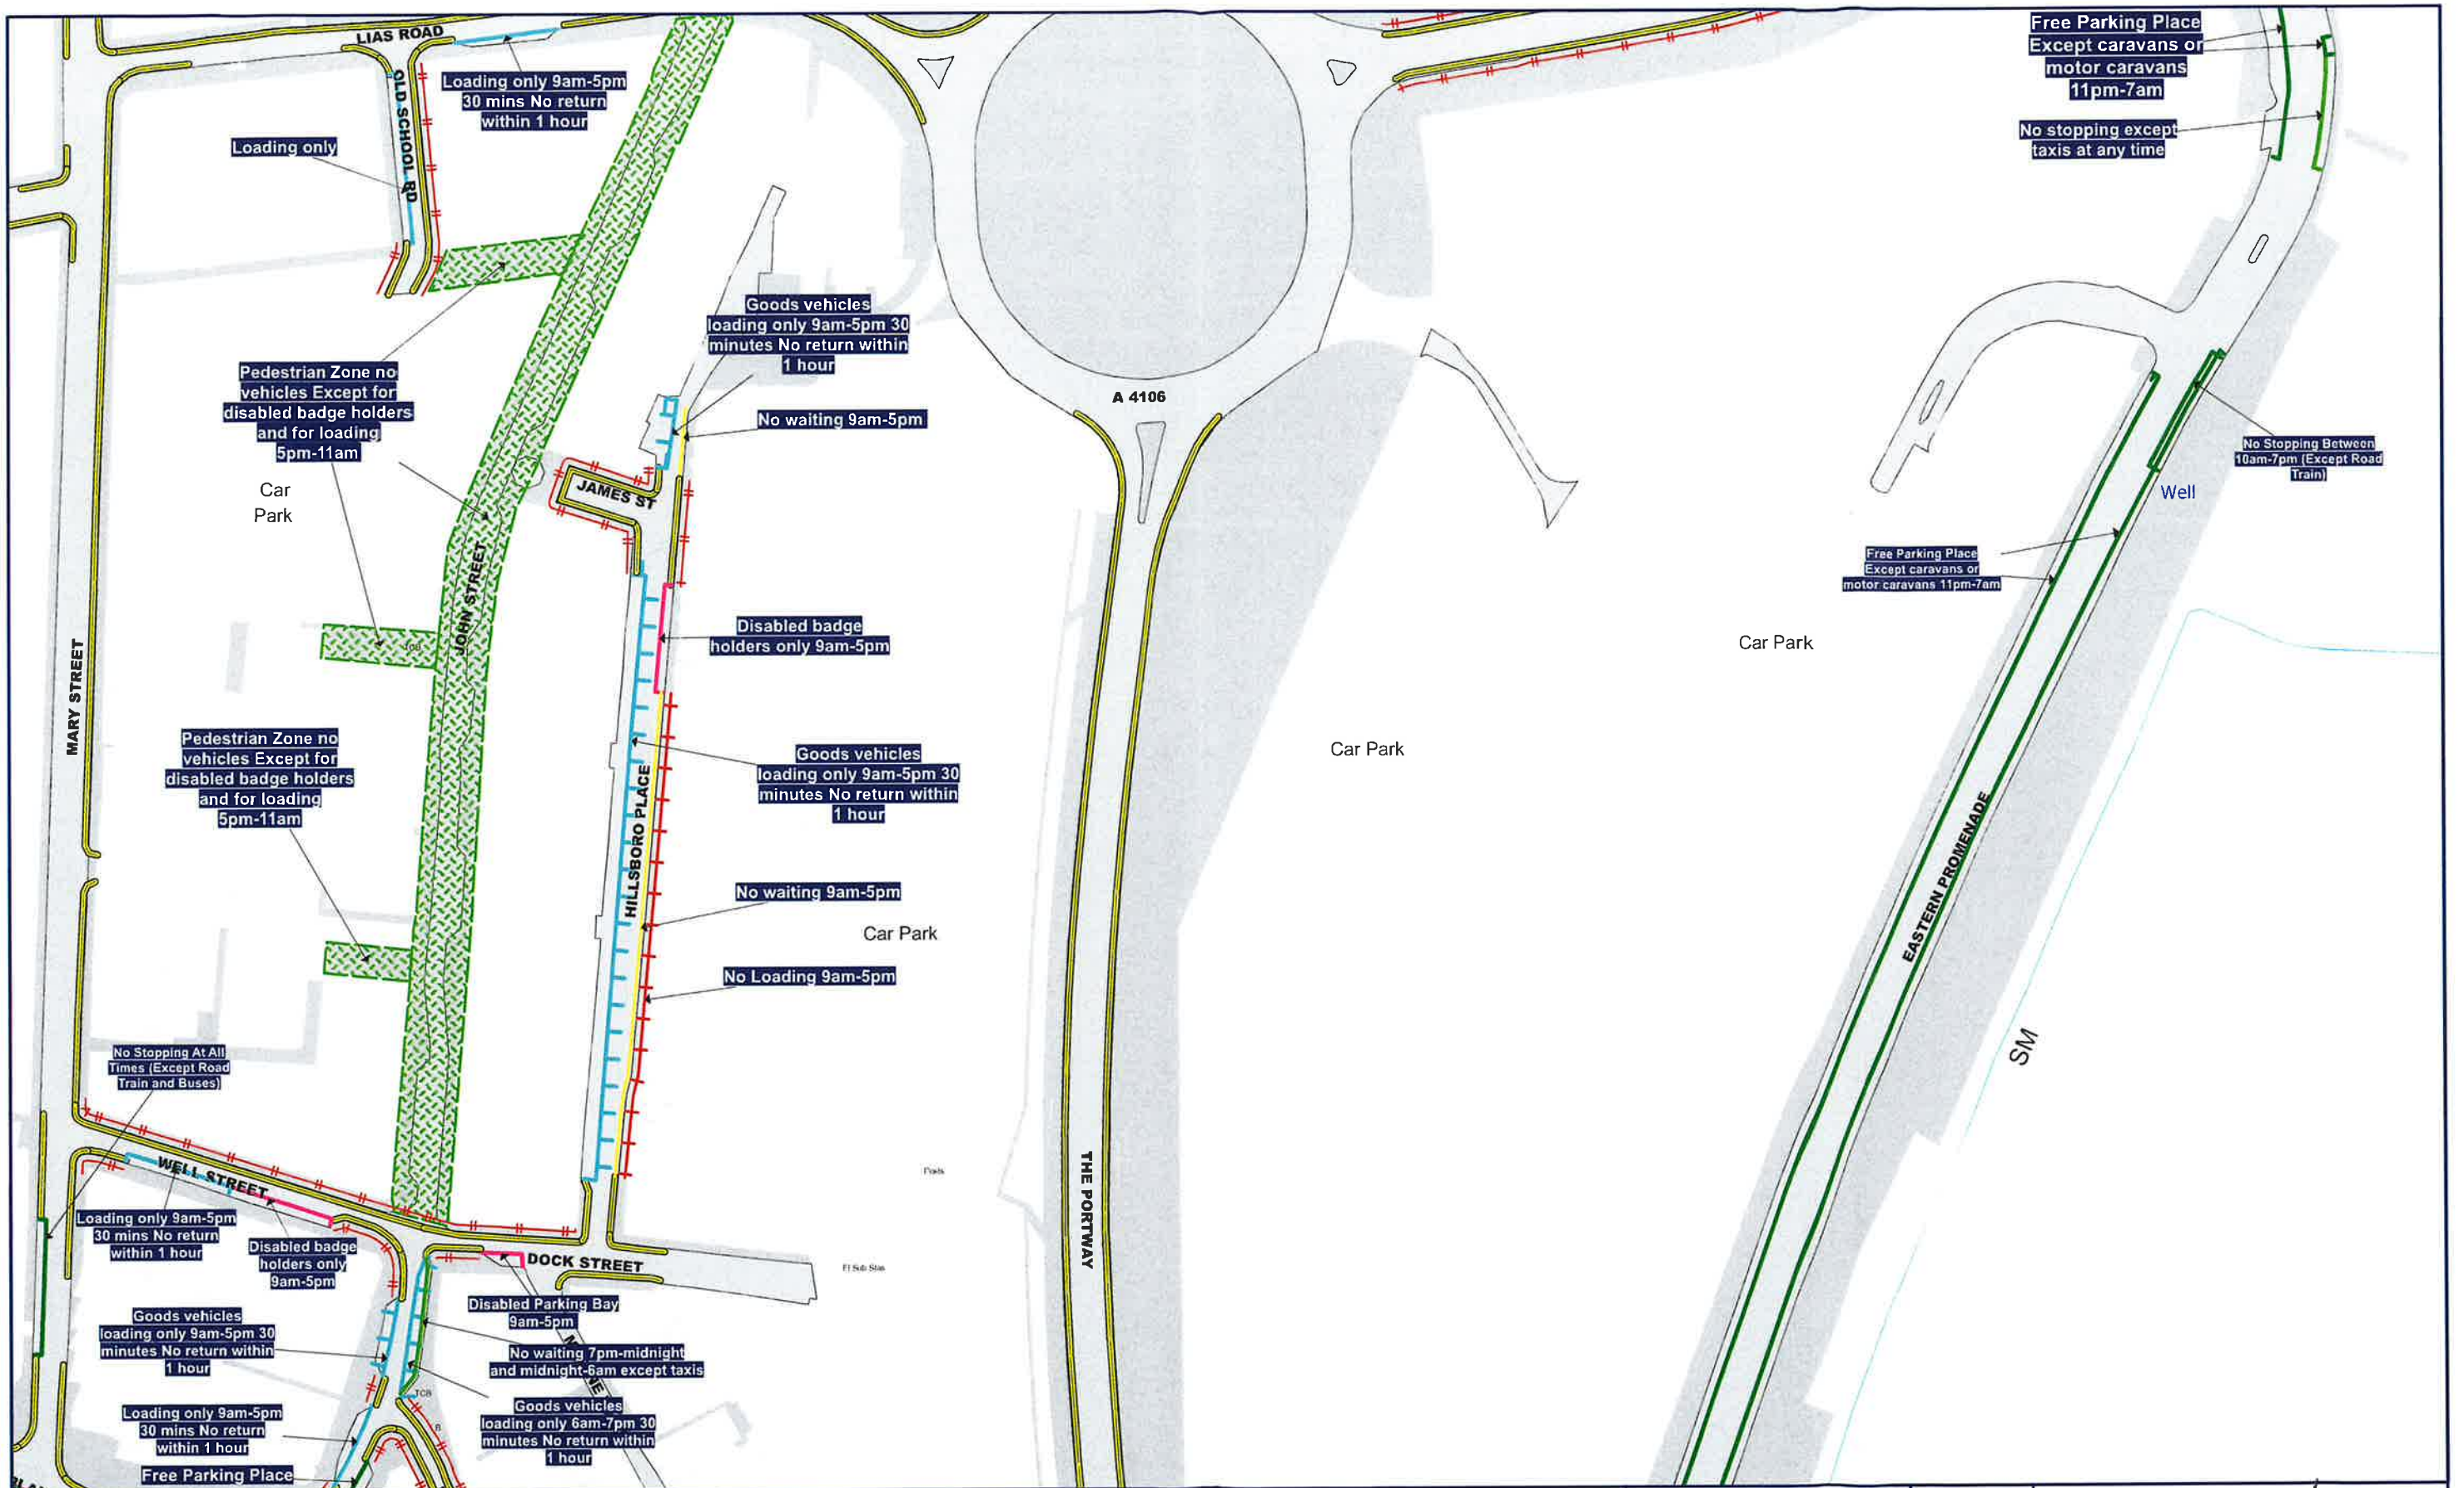 LIAS ROAD
OLD SCHOOL RD
Loading only 9am-5pm
30 mins No return
within 1 hour
Loading only
Free Parking Place
Except caravans or
motor caravans
11pm-7am
No stopping except
taxis at any time
Goods vehicles
loading only 9am-5pm 30
minutes No return within
1 hour
No waiting 9am-5pm
A 4106
Pedestrian Zone no
vehicles Except for
disabled badge holders
and for loading
5pm-11am
Car
Park
JAMES ST
No Stopping Between
10am-7pm (Except Road
Train)
Well
Free Parking Place
Except caravans or
motor caravans 11pm-7am
JOHN STREET
TCB
MARY STREET
Disabled badge
holders only 9am-5pm
Car Park
Car Park
Pedestrian Zone no
vehicles Except for
disabled badge holders
and for loading
5pm-11am
Goods vehicles
loading only 9am-5pm 30
minutes No return within
1 hour
HILLSBORO PLACE
No waiting 9am-5pm
Car Park
No Loading 9am-5pm
EASTERN PROMENADE
SM
No Stopping At All
Times (Except Road
Train and Buses)
WELL STREET
THE PORTWAY
Posts
Loading only 9am-5pm
30 mins No return
within 1 hour
Disabled badge
holders only
9am-5pm
DOCK STREET
El Sub Sta
Disabled Parking Bay
9am-5pm
Goods vehicles
loading only 9am-5pm 30
minutes No return within
1 hour
No waiting 7pm-midnight
and midnight-6am except taxis
TCB
Goods vehicles
loading only 6am-7pm 30
minutes No return within
1 hour
Loading only 9am-5pm
30 mins No return
within 1 hour
Free Parking Place